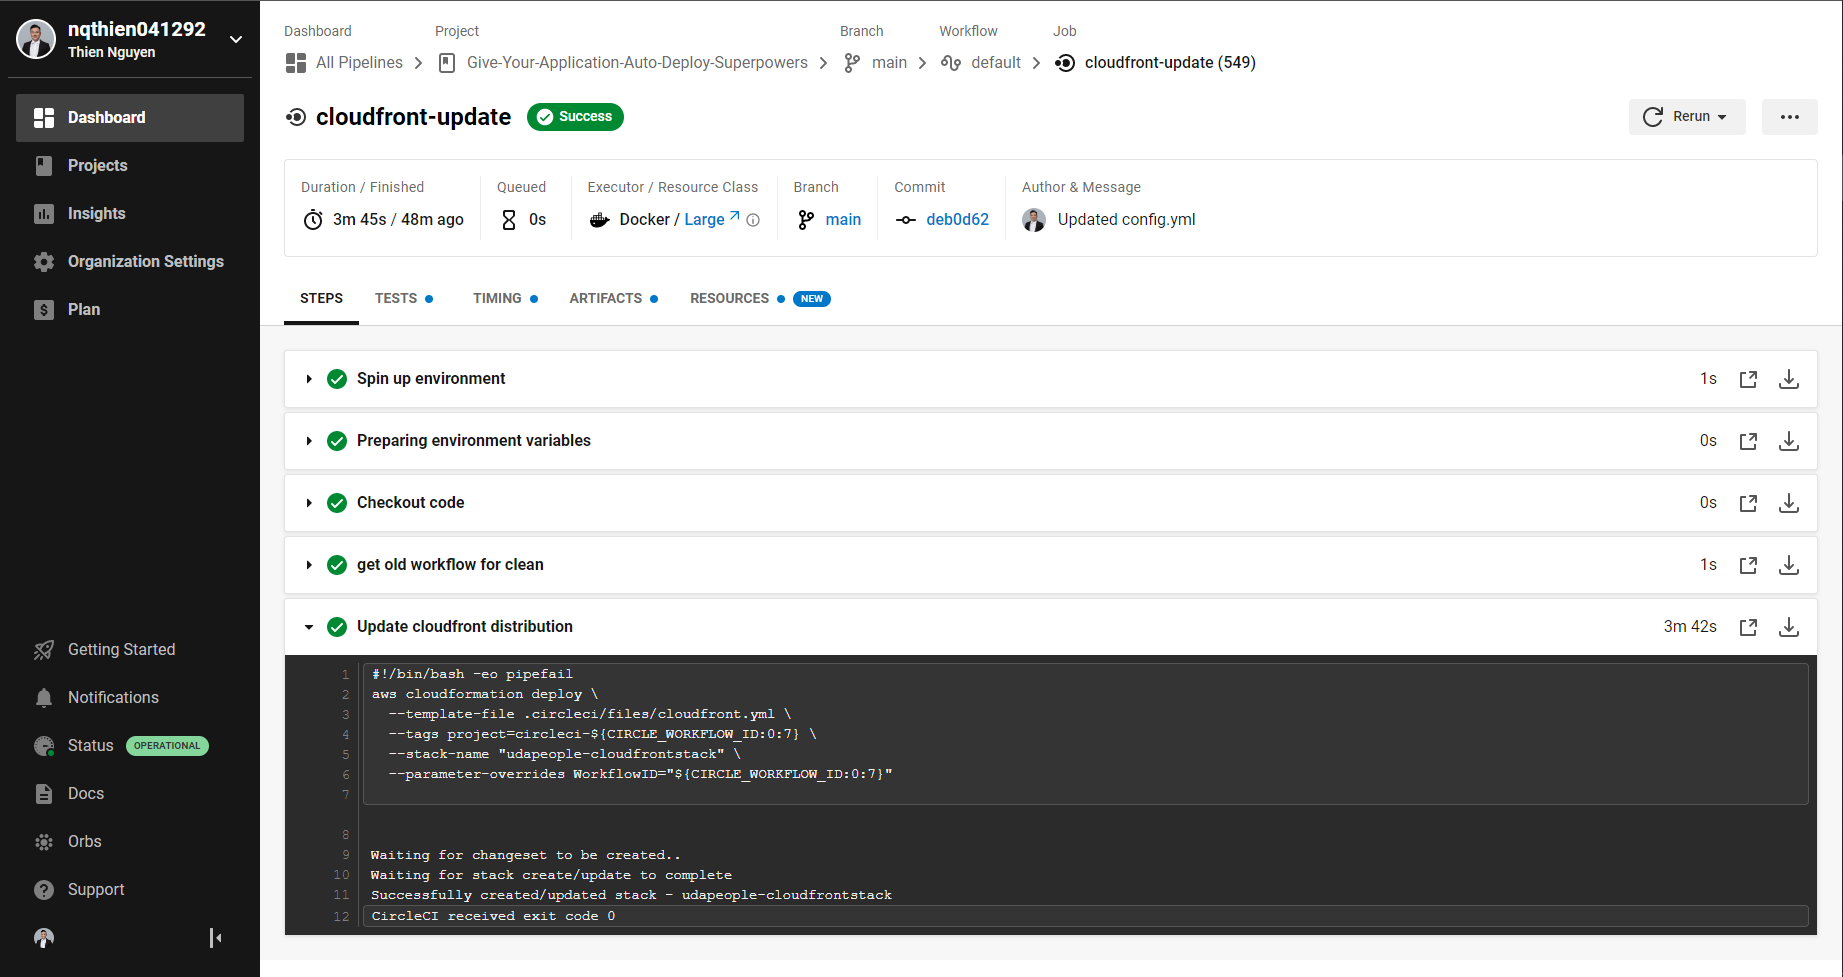 nqthien041292
Thien Nguyen
Dashboard
Projects
Insights
Organization Settings
Plan
Getting Started
Notifications
Status OPERATIONAL
Docs
Orbs
Support
Dashboard Project Branch Workflow Job
All Pipelines Give-Your-Application-Auto-Deploy-Superpowers main default cloudfront-update (549)
cloudfront-update Success Rerun
Duration / Finished Queued Executor / Resource Class Branch Commit Author & Message
3m 45s / 48m ago 0s Docker / Large main deb0d62 Updated config.yml
STEPS TESTS TIMING ARTIFACTS RESOURCES NEW
Spin up environment 1s
Preparing environment variables 0s
Checkout code 0s
get old workflow for clean 1s
Update cloudfront distribution 3m 42s
1 #!/bin/bash -eo pipefail
2 aws cloudformation deploy \
3 --template-file .circleci/files/cloudfront.yml \
4 --tags project=circleci-${CIRCLE_WORKFLOW_ID:0:7} \
5 --stack-name "udapeople-cloudfrontstack" \
6 --parameter-overrides WorkflowID="${CIRCLE_WORKFLOW_ID:0:7}"
7
8
9 Waiting for changeset to be created..
10 Waiting for stack create/update to complete
11 Successfully created/updated stack - udapeople-cloudfrontstack
12 CircleCI received exit code 0